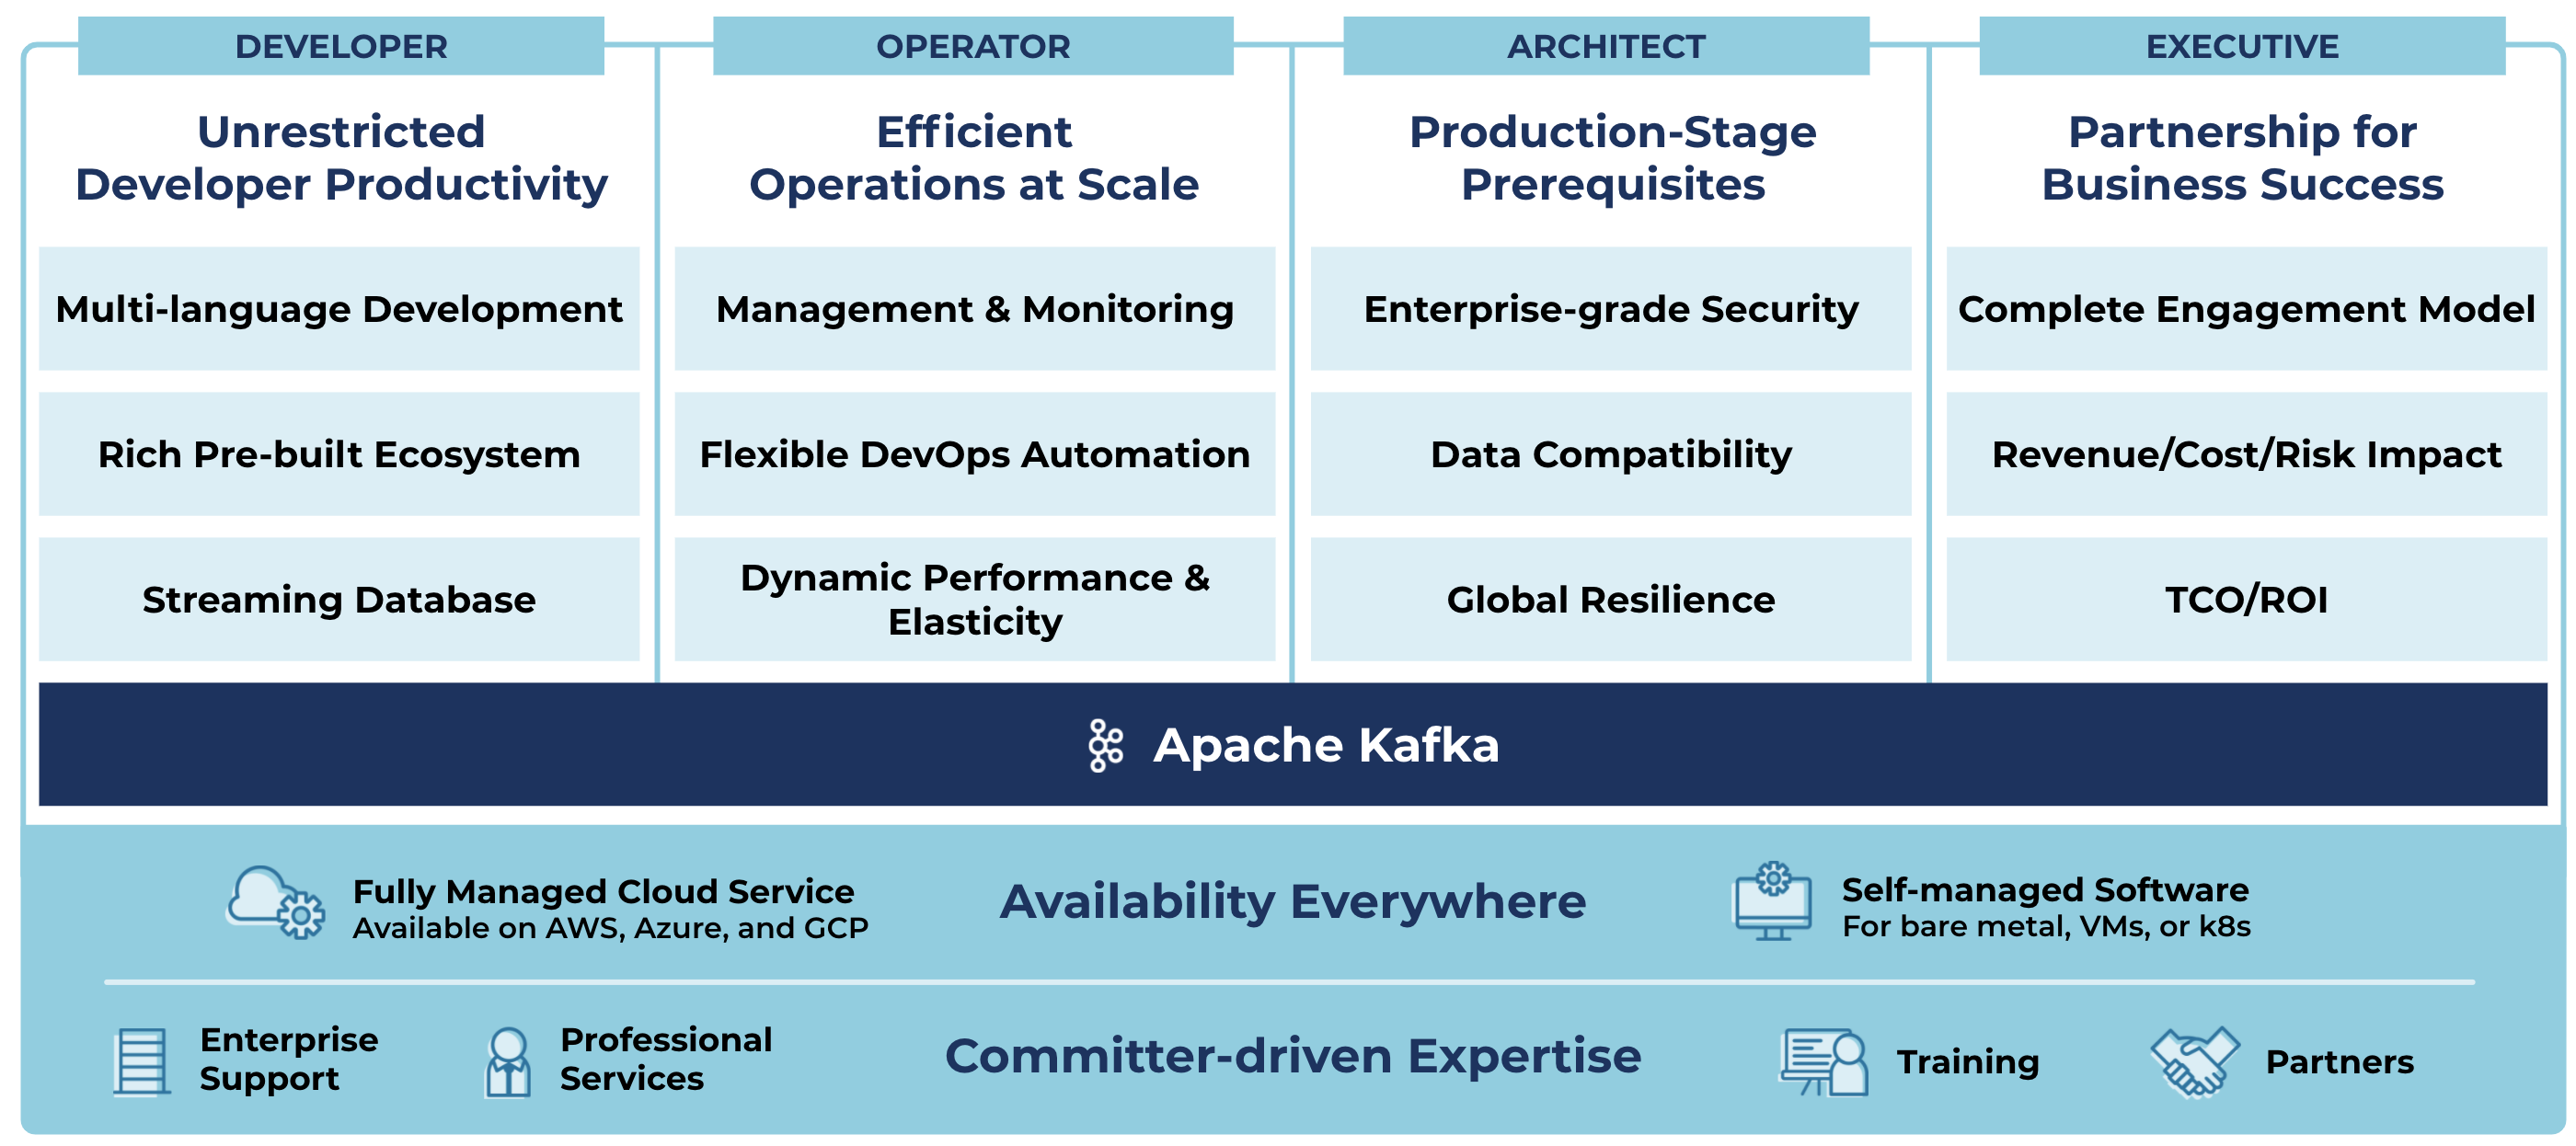 DEVELOPER
Unrestricted
Developer Productivity
Multi-language Development
Rich Pre-built Ecosystem
Streaming Database
OPERATOR
Efficient
Operations at Scale
Management & Monitoring
Flexible DevOps Automation
Dynamic Performance &
Elasticity
ARCHITECT
Production-Stage
Prerequisites
Enterprise-grade Security
Data Compatibility
Global Resilience
EXECUTIVE
Partnership for
Business Success
Complete Engagement Model
Revenue/Cost/Risk Impact
TCO/ROI
Apache Kafka
Fully Managed Cloud Service
Available on AWS, Azure, and GCP
Availability Everywhere
Self-managed Software
For bare metal, VMs, or k8s
Enterprise
Support
Professional
Services
Committer-driven Expertise
Training
Partners